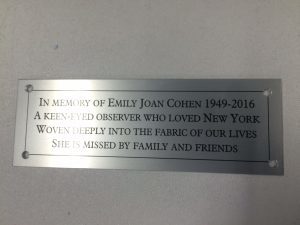 In memory of Emily Joan Cohen 1949-2016
A keen-eyed observer who loved New York
Woven deeply into the fabric of our lives
She is missed by family and friends